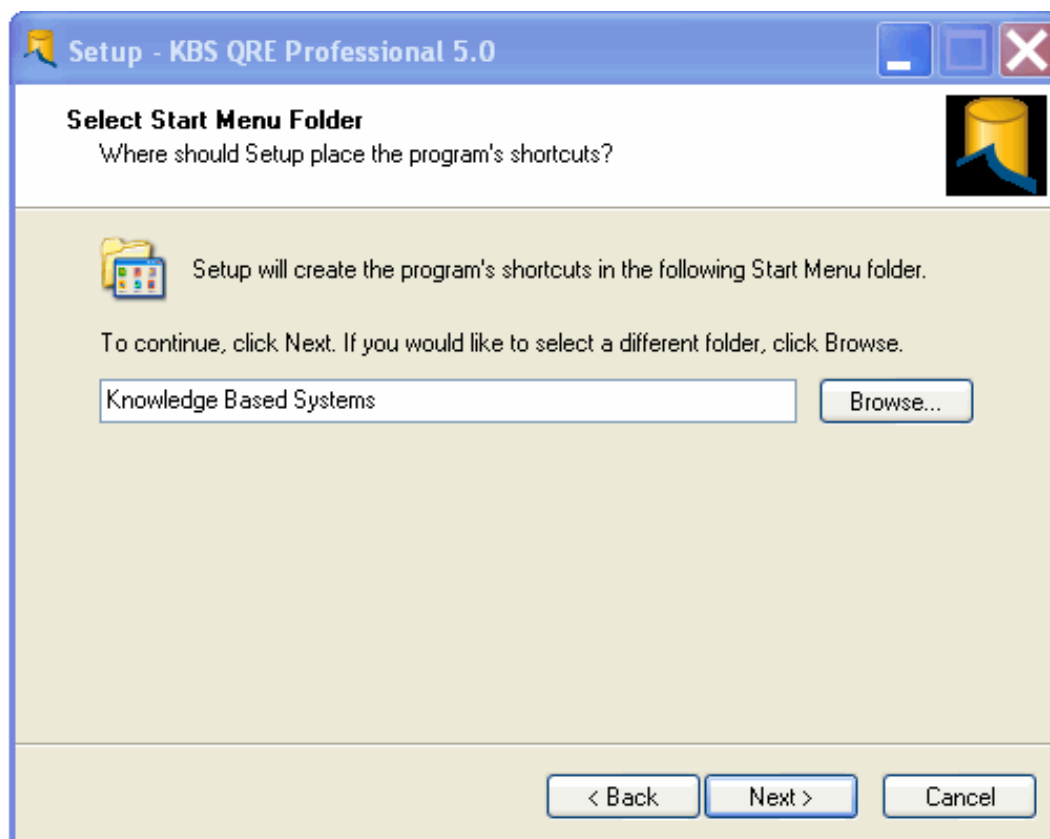 Setup - KBS QRE Professional 5.0
Select Start Menu Folder
Where should Setup place the program's shortcuts?
Setup will create the program's shortcuts in the following Start Menu folder.
To continue, click Next. If you would like to select a different folder, click Browse.
Knowledge Based Systems
Browse...
< Back
Next >
Cancel